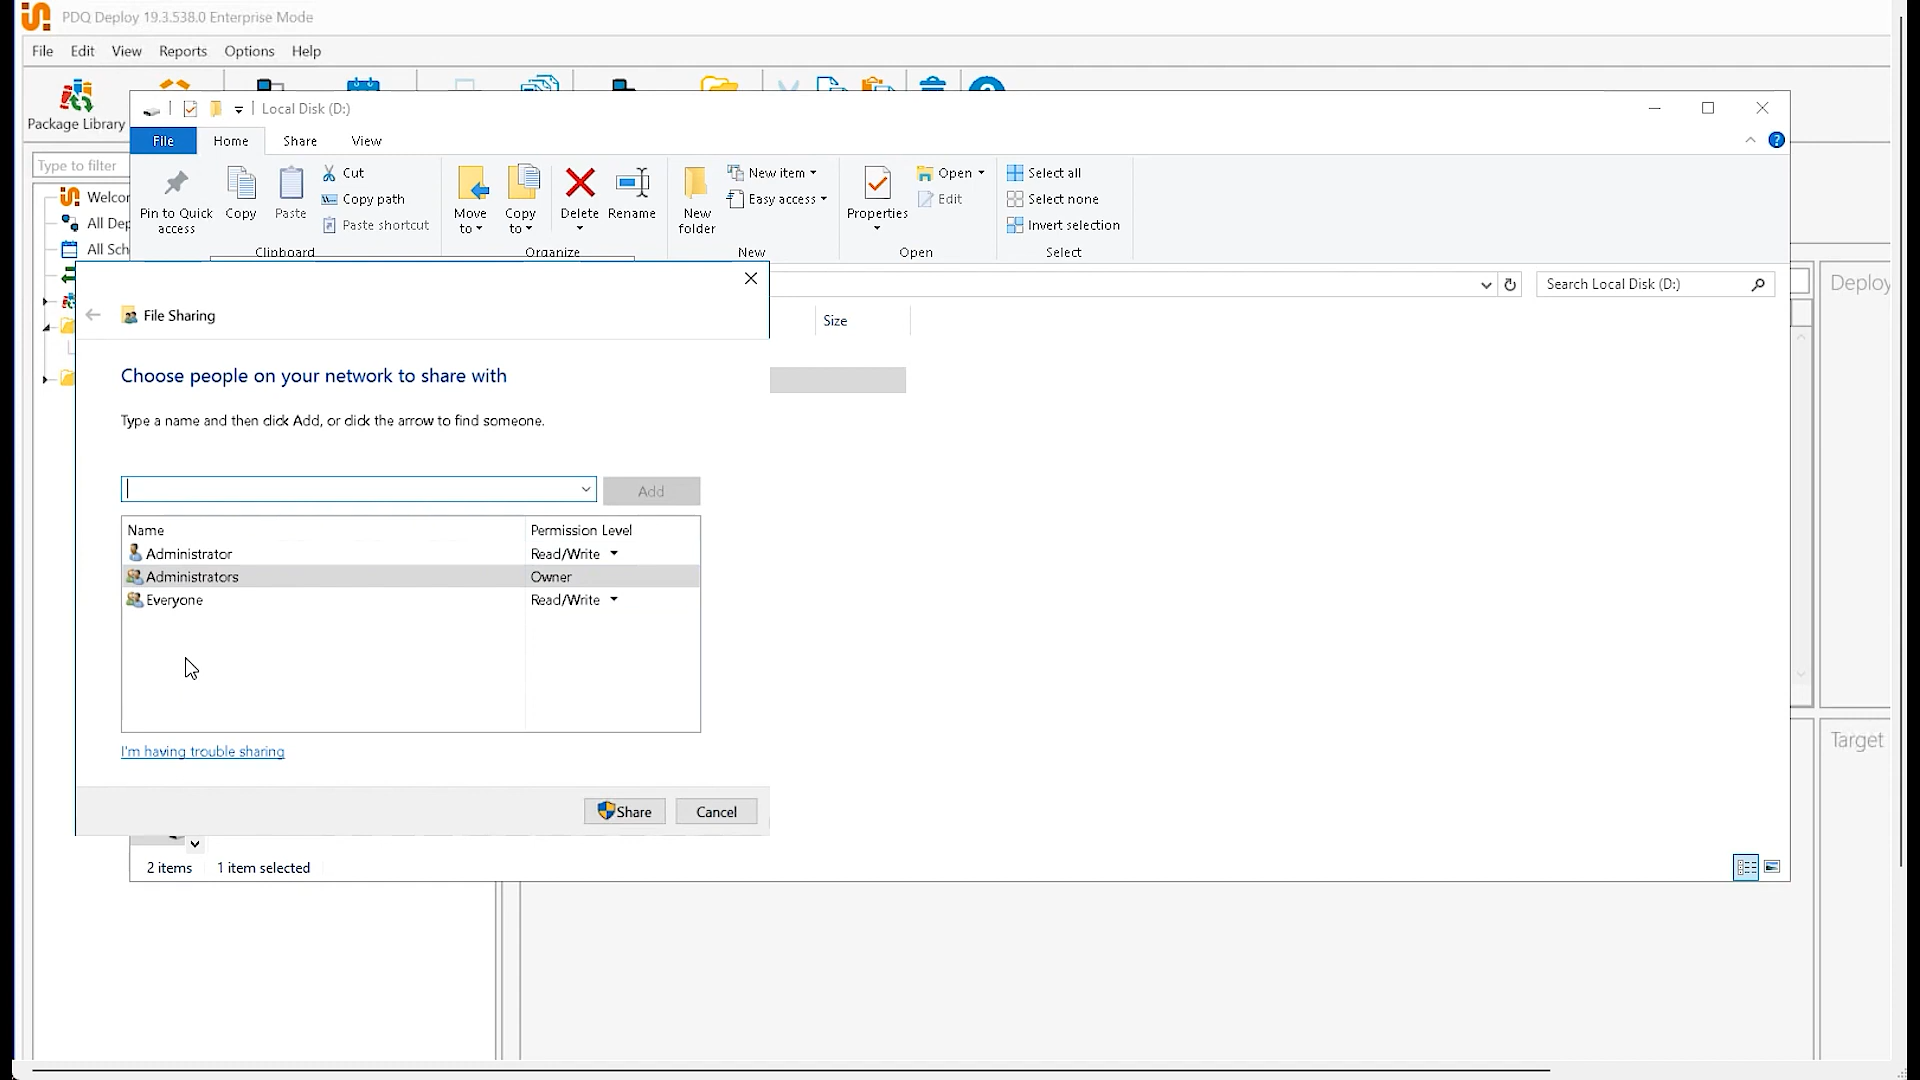 PDQ Deploy 19.3.538.0 Enterprise Mode
File Edit View Reports Options Help
Package Library
Local Disk (D:)
File Home Share View
Pin to Quick access
Copy
Paste
Cut
Copy path
Paste shortcut
Clipboard
Move to
Copy to
Delete
Rename
Organize
New folder
New item
Easy access
New
Properties
Open
Edit
Open
Select all
Select none
Invert selection
Select
Type to filter
All Sch
Search Local Disk (D:)
Deploy
Size
File Sharing
Choose people on your network to share with
Type a name and then click Add, or click the arrow to find someone.
Add
Name Permission Level
Administrator Read/Write
Administrators Owner
Everyone Read/Write
I'm having trouble sharing
Share Cancel
Target
2 items 1 item selected